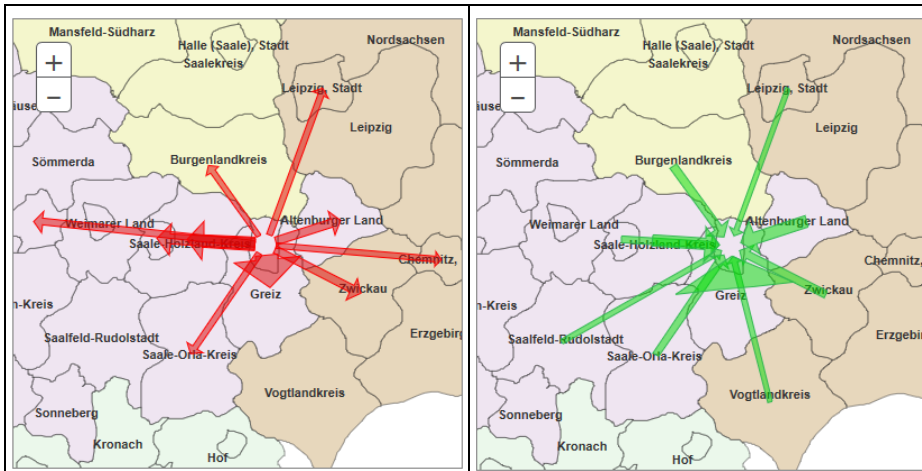 Mansfeld-Südharz
Halle (Saale), Stadt
Nordsachsen
Saalekreis
+
−
Leipzig, Stadt
Leipzig
Sömmerda
Burgenlandkreis
Weimarer Land
Altenburger Land
Saale-Holzland-Kreis
Chemnitz,
Greiz
Zwickau
n-Kreis
Saalfeld-Rudolstadt
Saale-Orla-Kreis
Erzgebirg
Vogtlandkreis
Sonneberg
Kronach
Hof
Mansfeld-Südharz
Halle (Saale), Stadt
Nordsachsen
Saalekreis
+
−
Leipzig, Stadt
Leipzig
Sömmerda
Burgenlandkreis
Weimarer Land
Altenburger Land
Saale-Holzland-Kreis
Chemnitz,
Greiz
Zwickau
n-Kreis
Saalfeld-Rudolstadt
Saale-Orla-Kreis
Erzgebirg
Vogtlandkreis
Sonneberg
Kronach
Hof